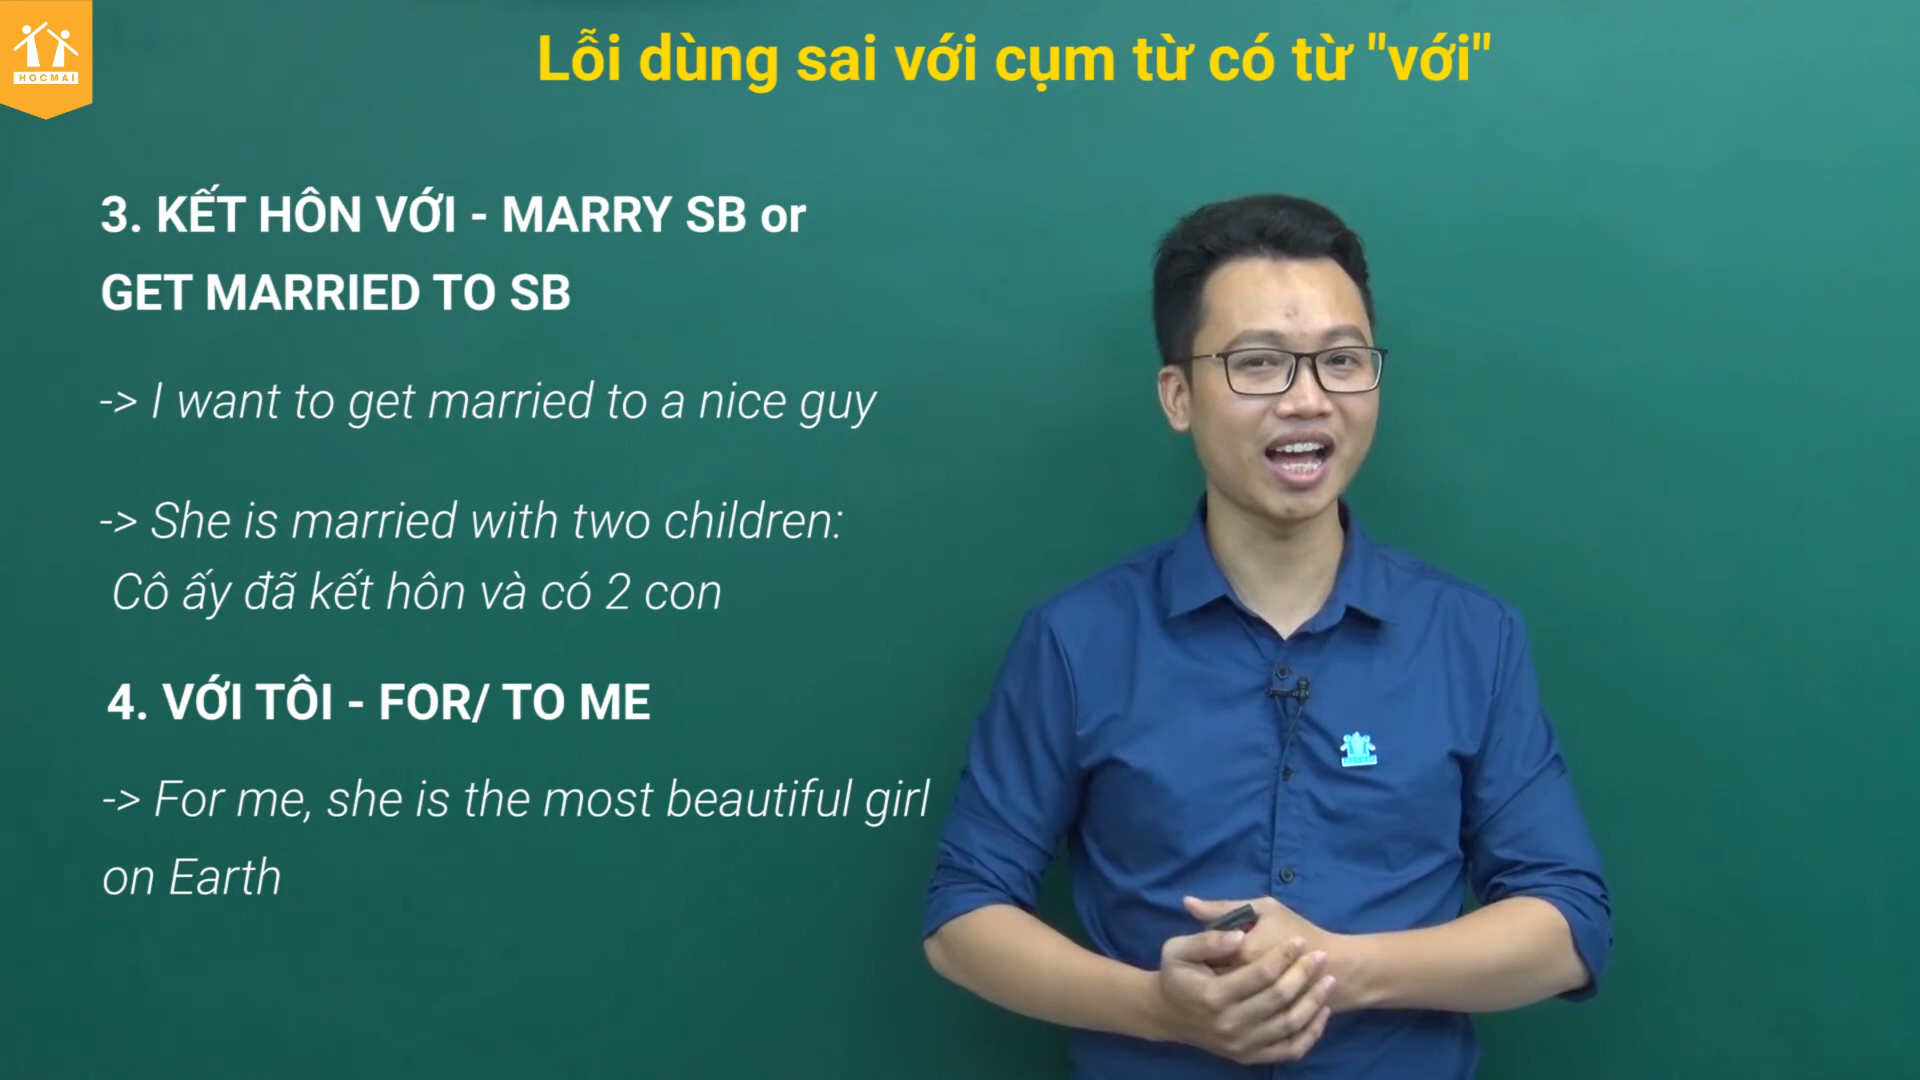 HOCMAI
Lỗi dùng sai với cụm từ có từ "với"
3. KẾT HÔN VỚI - MARRY SB or
GET MARRIED TO SB
-> I want to get married to a nice guy
-> She is married with two children:
Cô ấy đã kết hôn và có 2 con
4. VỚI TÔI - FOR/ TO ME
-> For me, she is the most beautiful girl
on Earth